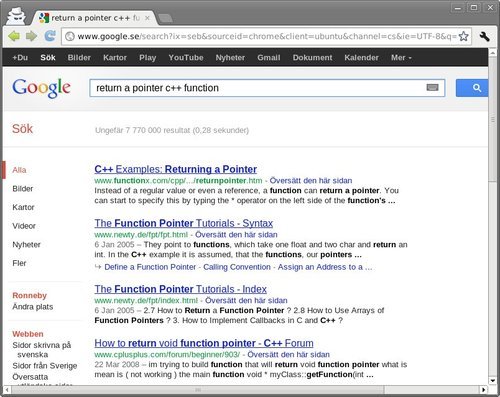 return a pointer c++ fu
www.google.se/search?ix=seb&sourceid=chrome&client=ubuntu&channel=cs&ie=UTF-8&q=
+Du Sök Bilder Kartor Play YouTube Nyheter Gmail Dokument Kalender Mer
Google
return a pointer c++ function
Sök
Ungefär 7 770 000 resultat (0,28 sekunder)
Alla
Bilder
Kartor
Videor
Nyheter
Fler
Ronneby
Ändra plats
Webben
Sidor skrivna på
svenska
Sidor från Sverige
Översatta
utländska sidor
C++ Examples: Returning a Pointer
www.functionx.com/cpp/.../returnpointer.htm - Översätt den här sidan
Instead of a regular value or even a reference, a function can return a pointer. You
can start to specify this by typing the * operator on the left side of the function's ...
The Function Pointer Tutorials - Syntax
www.newty.de/fpt/fpt.html - Översätt den här sidan
6 Jan 2005 – They point to functions, which take one float and two char and return an
int. In the C++ example it is assumed, that the functions, our pointers ...
↳ Define a Function Pointer - Calling Convention - Assign an Address to a ...
The Function Pointer Tutorials - Index
www.newty.de/fpt/index.html - Översätt den här sidan
6 Jan 2005 – 2.7 How to Return a Function Pointer ? 2.8 How to Use Arrays of
Function Pointers ? 3. How to Implement Callbacks in C and C++ ?
How to return void function pointer - C++ Forum
www.cplusplus.com/forum/beginner/903/ - Översätt den här sidan
22 Mar 2008 – im trying to build function that will return void function pointer what is
mean is ( not working ) the main function void * myClass::getFunction(int ...